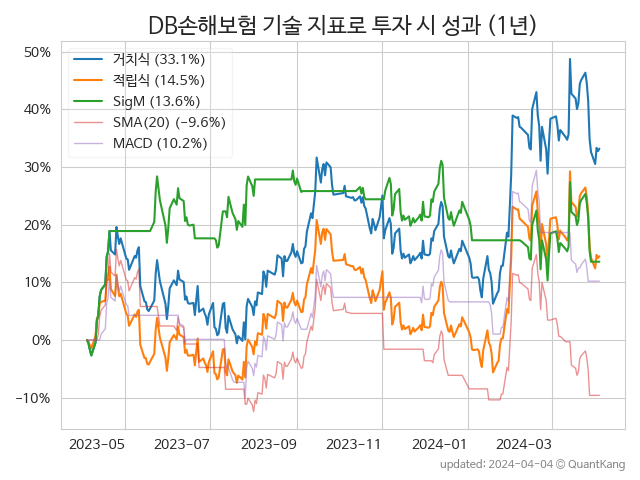 DB손해보험 기술 지표로 투자 시 성과 (1년)
50%
40%
30%
20%
10%
0%
−10%
거치식 (33.1%)
적립식 (14.5%)
SigM (13.6%)
SMA(20) (−9.6%)
MACD (10.2%)
2023−05
2023−07
2023−09
2023−11
2024−01
2024−03
updated: 2024−04−04 ⓒ QuantKang